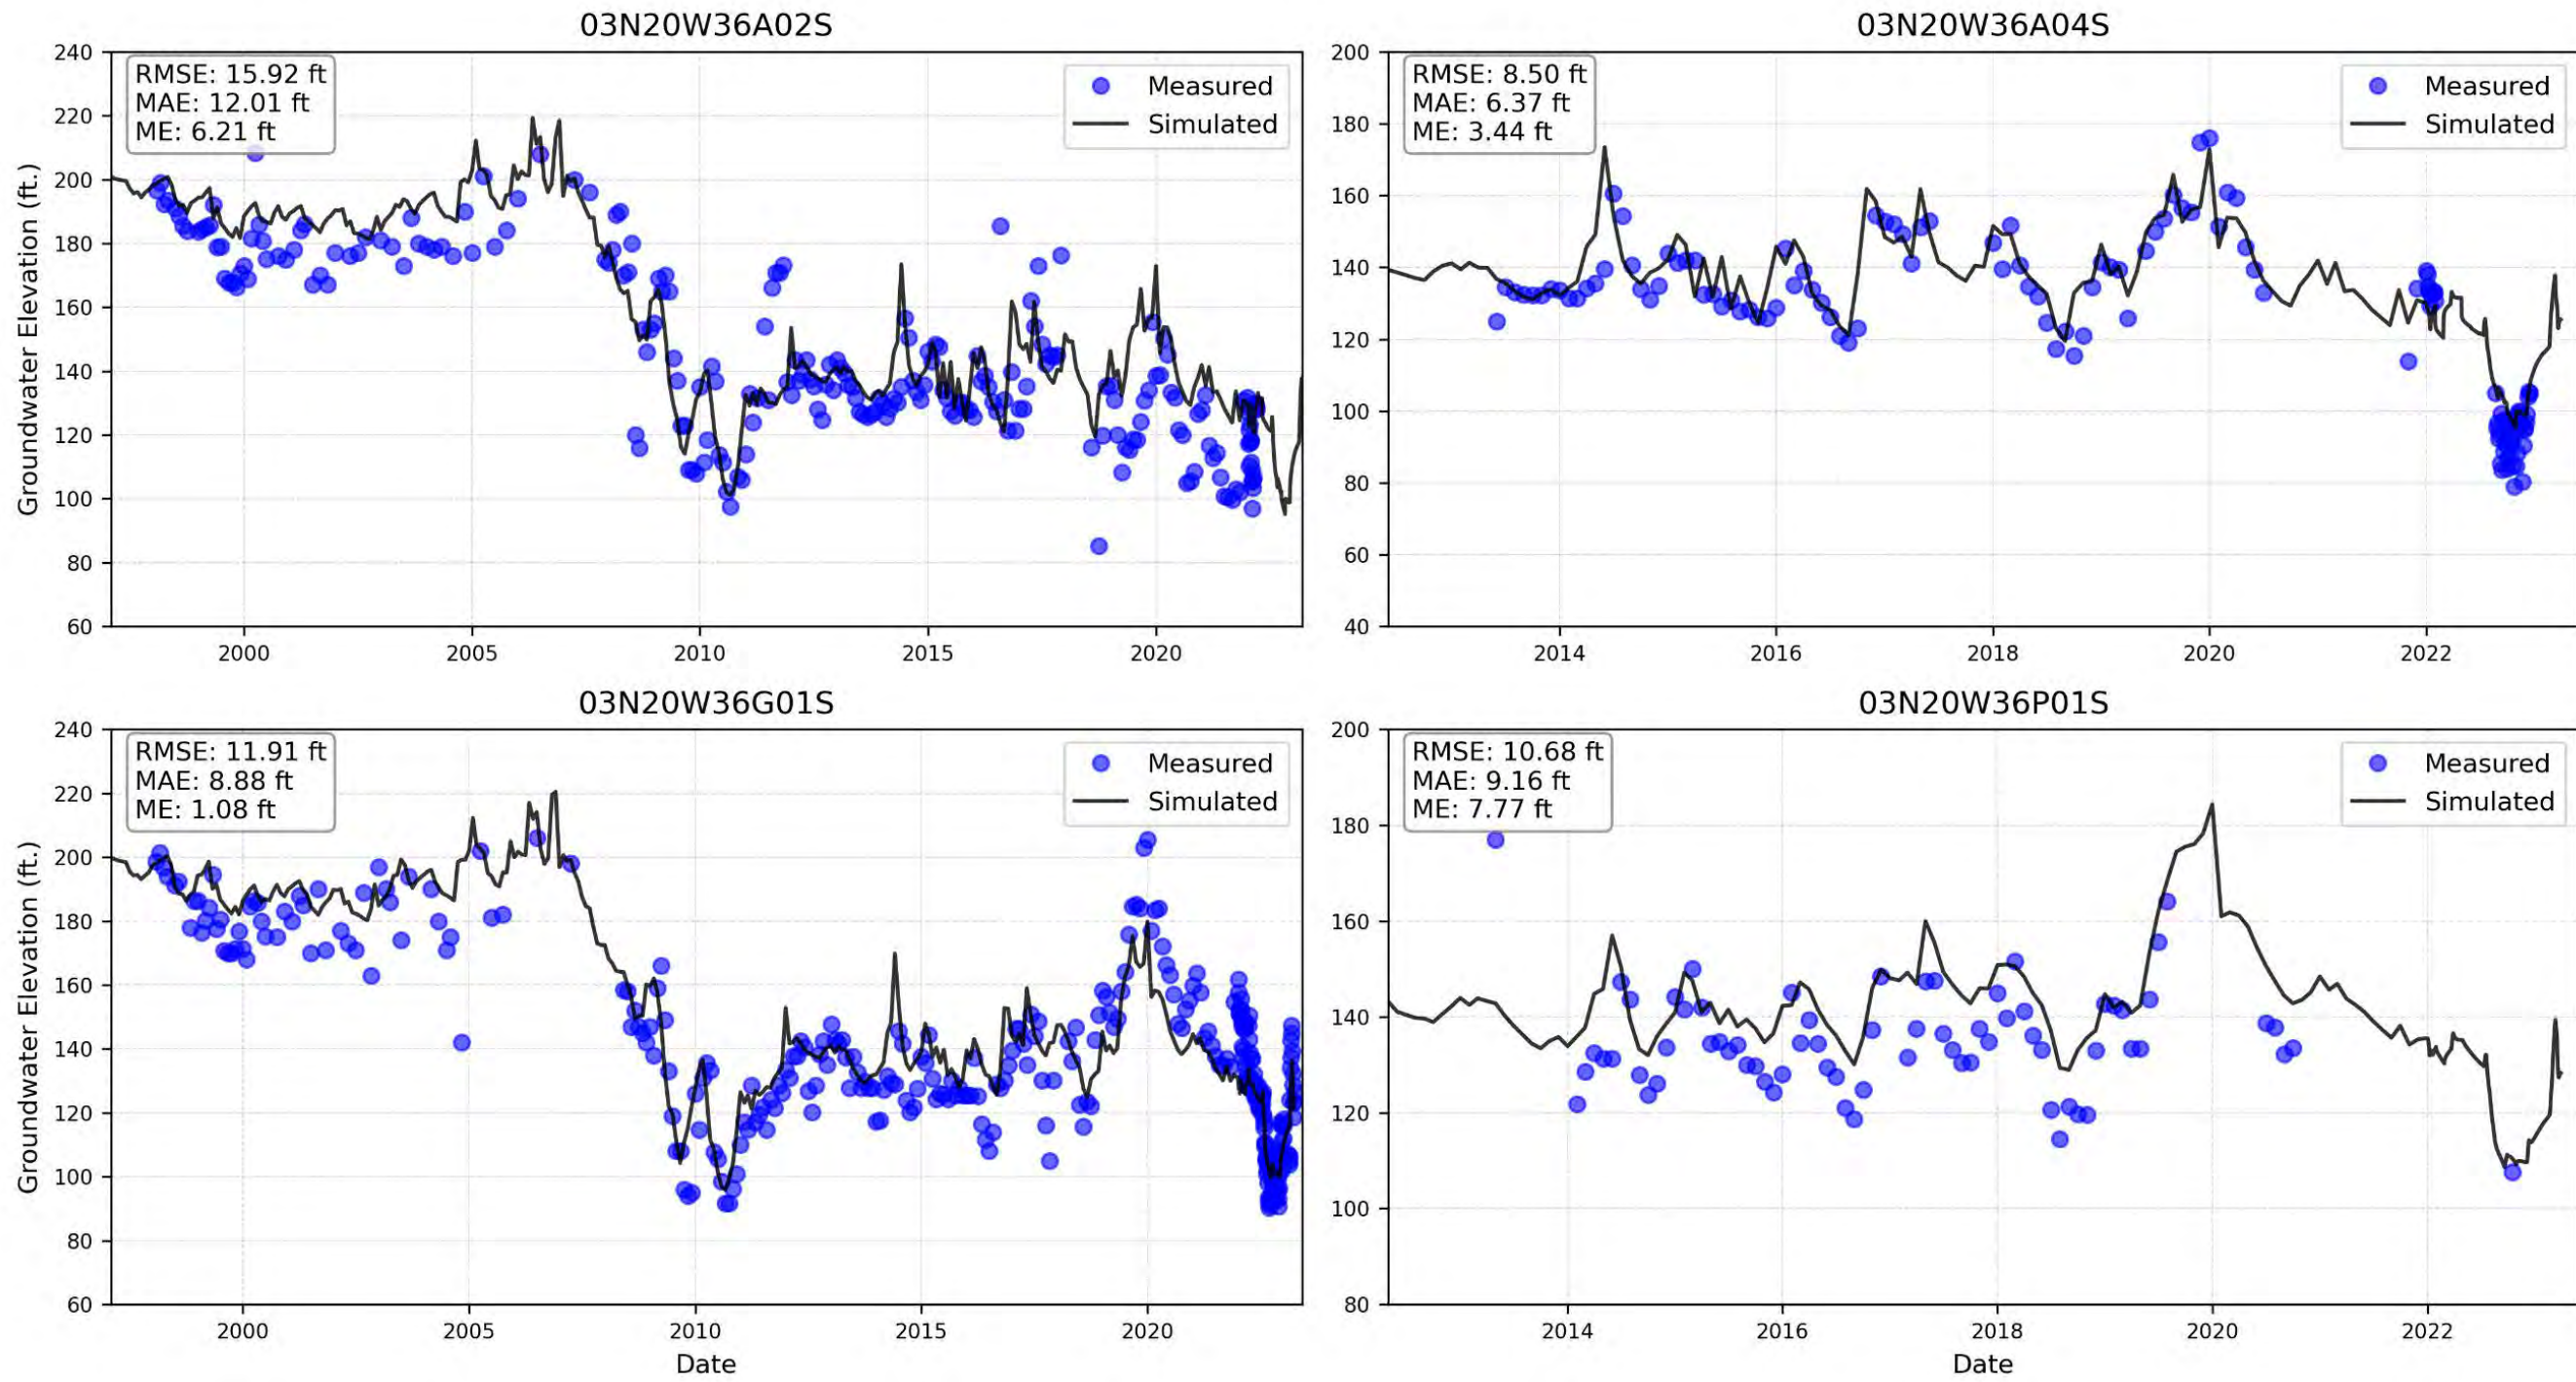 03N20W36A02S
RMSE: 15.92 ft
MAE: 12.01 ft
ME: 6.21 ft
Measured
Simulated
Groundwater Elevation (ft.)
240
220
200
180
160
140
120
100
80
60
2000
2005
2010
2015
2020
03N20W36A04S
RMSE: 8.50 ft
MAE: 6.37 ft
ME: 3.44 ft
Measured
Simulated
200
180
160
140
120
100
80
60
40
2014
2016
2018
2020
2022
03N20W36G01S
RMSE: 11.91 ft
MAE: 8.88 ft
ME: 1.08 ft
Measured
Simulated
Groundwater Elevation (ft.)
240
220
200
180
160
140
120
100
80
60
2000
2005
2010
2015
2020
Date
03N20W36P01S
RMSE: 10.68 ft
MAE: 9.16 ft
ME: 7.77 ft
Measured
Simulated
200
180
160
140
120
100
80
2014
2016
2018
2020
2022
Date